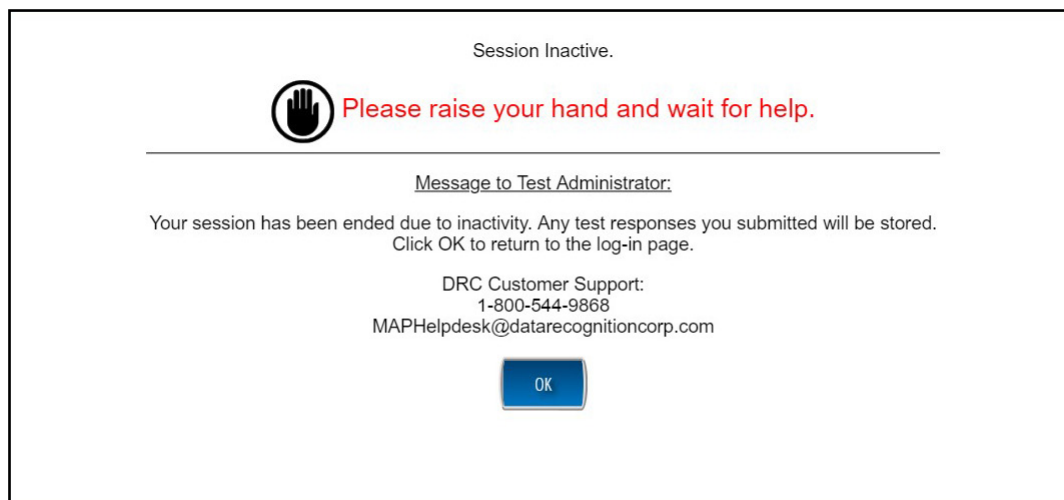 Session Inactive.
Please raise your hand and wait for help.
Message to Test Administrator:
Your session has been ended due to inactivity. Any test responses you submitted will be stored.
Click OK to return to the log-in page.
DRC Customer Support:
1-800-544-9868
MAPHelpdesk@datarecognitioncorp.com
OK